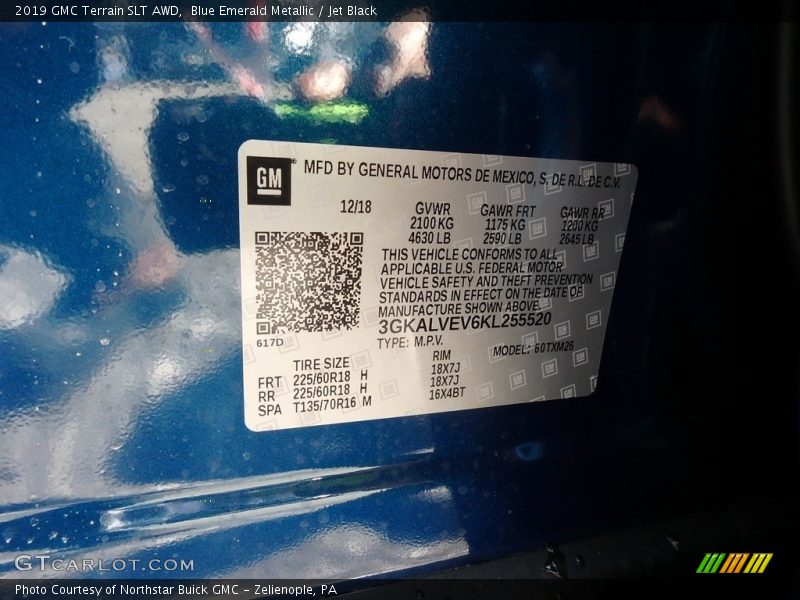 2019 GMC Terrain SLT AWD, Blue Emerald Metallic / Jet Black
GM ® MFD BY GENERAL MOTORS DE MEXICO, S. DE R.L. DE C.V.
12/18 GVWR GAWR FRT GAWR RR
2100 KG 1175 KG 1200 KG
4630 LB 2590 LB 2645 LB
THIS VEHICLE CONFORMS TO ALL
APPLICABLE U.S. FEDERAL MOTOR
VEHICLE SAFETY AND THEFT PREVENTION
STANDARDS IN EFFECT ON THE DATE OF
MANUFACTURE SHOWN ABOVE.
3GKALVEV6KL255520
617D TYPE: M.P.V. MODEL: 60TXM26
TIRE SIZE RIM
FRT 225/60R18 H 18X7J
RR 225/60R18 H 18X7J
SPA T135/70R16 M 16X4BT
GTCARLOT.COM
Photo Courtesy of Northstar Buick GMC - Zelienople, PA